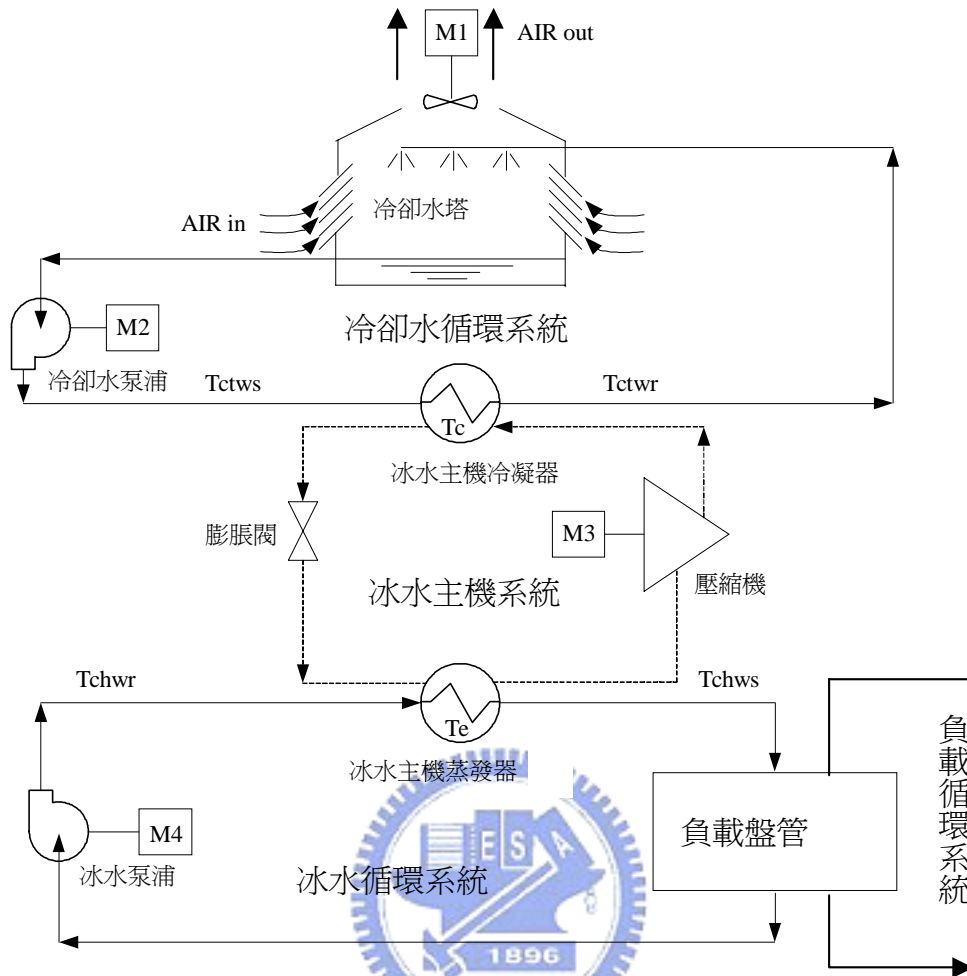 M1
AIR out
冷卻水塔
AIR in
M2
冷卻水循環系統
冷卻水泵浦
Tctws
Tctwr
Tc
冰水主機冷凝器
膨脹閥
M3
冰水主機系統
壓縮機
Tchwr
Tchws
Te
冰水主機蒸發器
負載循環系統
負載盤管
M4
冰水泵浦
冰水循環系統
E S A
1896